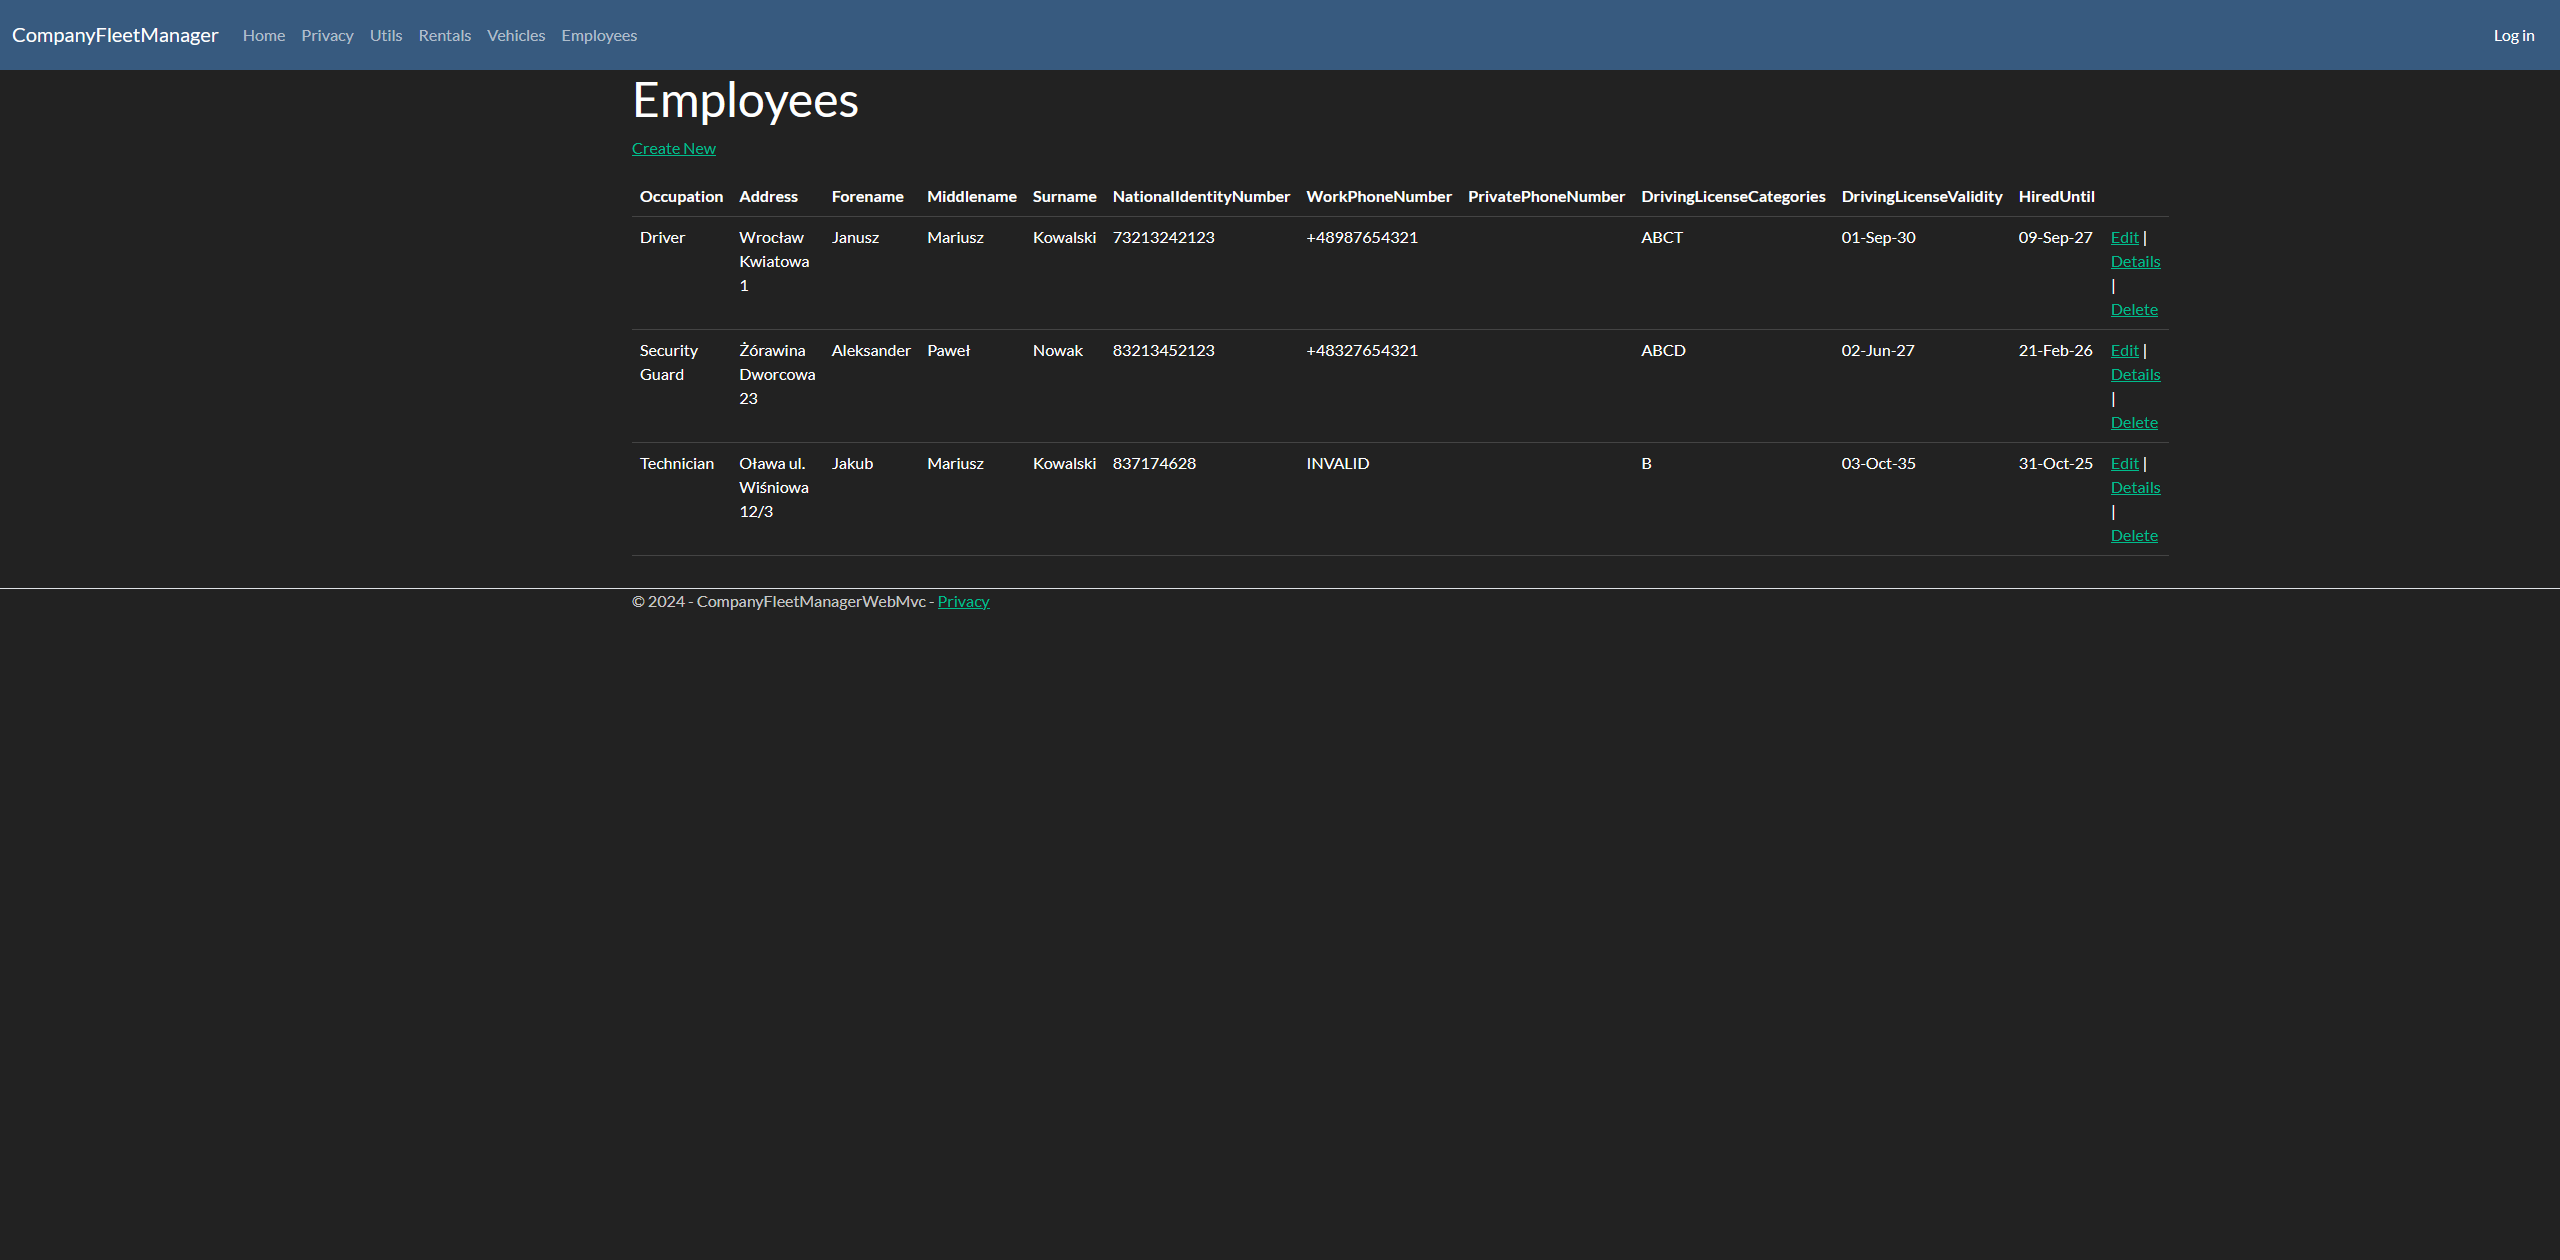 CompanyFleetManager Home Privacy Utils Rentals Vehicles Employees Log in
Employees
Create New
Occupation Address Forename Middlename Surname NationalIdentityNumber WorkPhoneNumber PrivatePhoneNumber DrivingLicenseCategories DrivingLicenseValidity HiredUntil
Driver Wrocław Janusz Mariusz Kowalski 73213242123 +48987654321 ABCT 01-Sep-30 09-Sep-27 Edit |
Kwiatowa Details
1 |
Delete
Security Żórawina Aleksander Paweł Nowak 83213452123 +48327654321 ABCD 02-Jun-27 21-Feb-26 Edit |
Guard Dworcowa Details
23 |
Delete
Technician Oława ul. Jakub Mariusz Kowalski 837174628 INVALID B 03-Oct-35 31-Oct-25 Edit |
Wiśniowa Details
12/3 |
Delete
© 2024 - CompanyFleetManagerWebMvc - Privacy